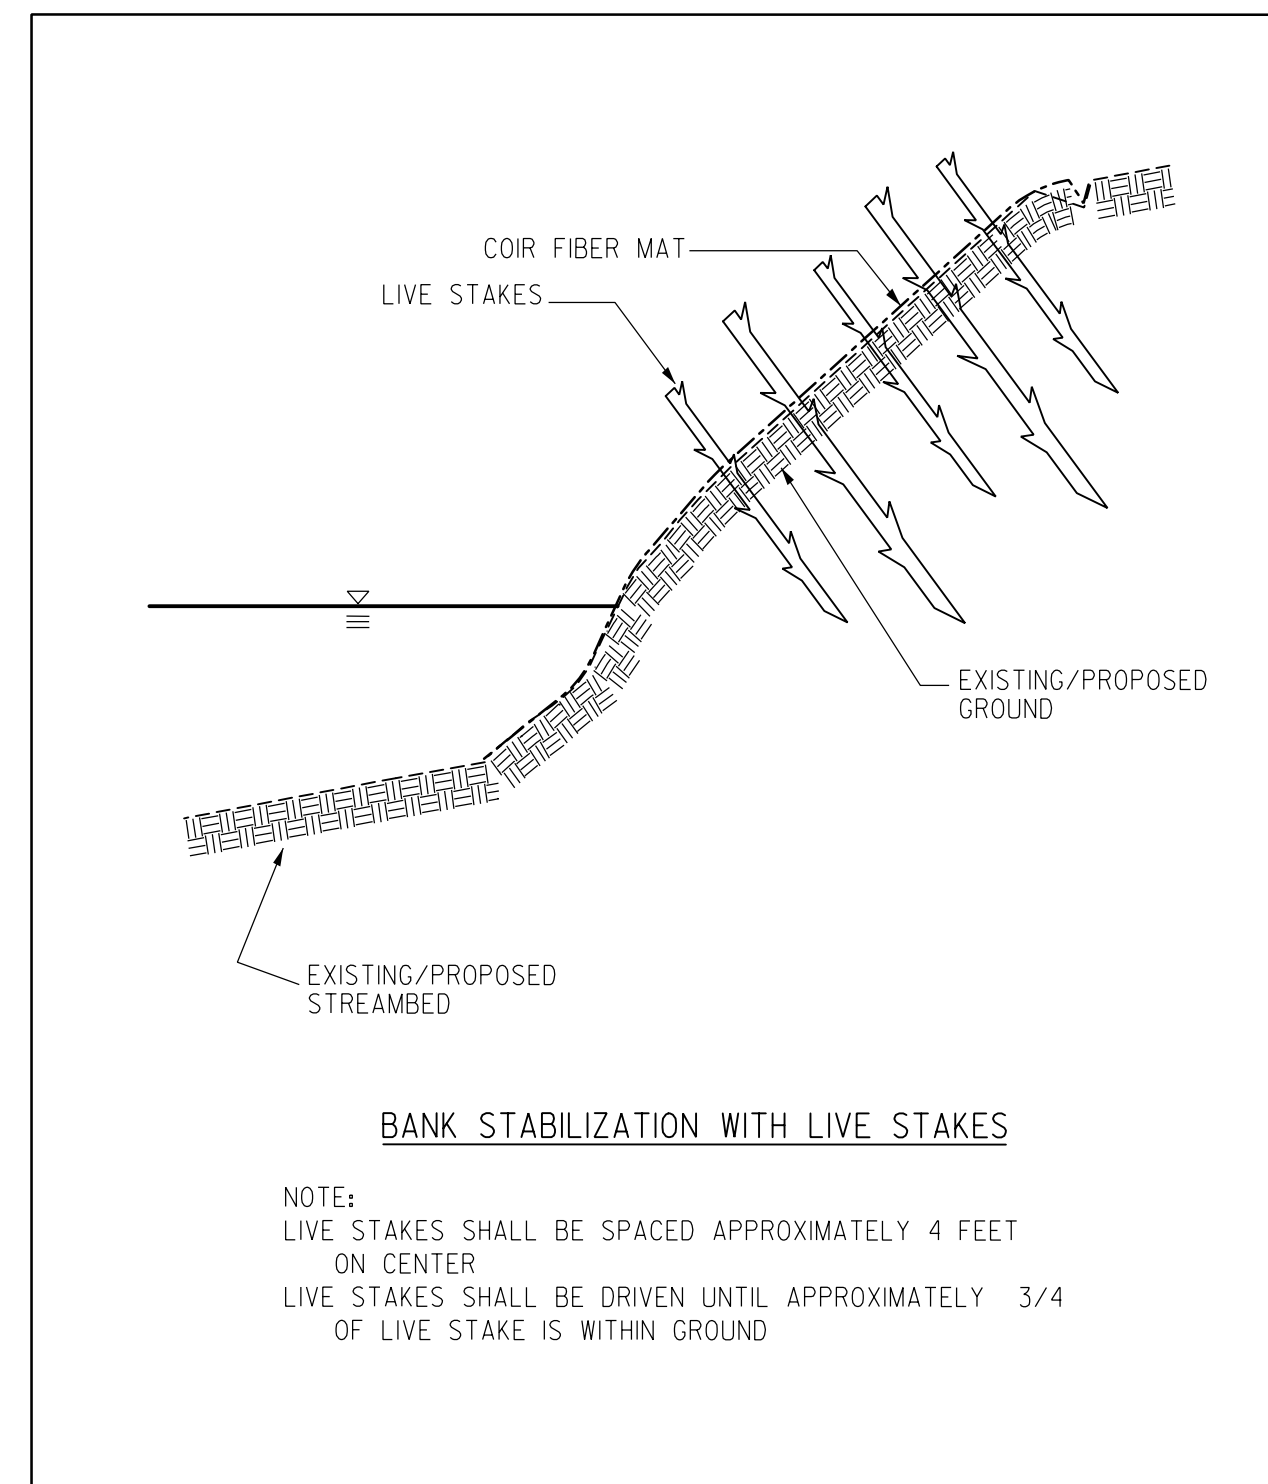 COIR FIBER MAT
LIVE STAKES
EXISTING/PROPOSED
GROUND
EXISTING/PROPOSED
STREAMBED
BANK STABILIZATION WITH LIVE STAKES
NOTE:
LIVE STAKES SHALL BE SPACED APPROXIMATELY 4 FEET
ON CENTER
LIVE STAKES SHALL BE DRIVEN UNTIL APPROXIMATELY 3/4
OF LIVE STAKE IS WITHIN GROUND